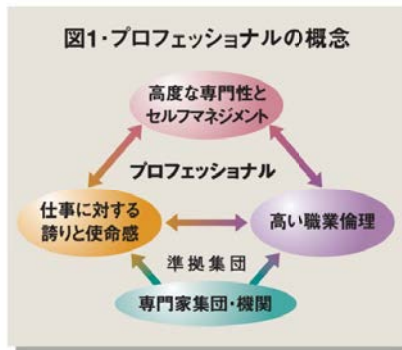 図1・プロフェッショナルの概念
高度な専門性と
セルフマネジメント
プロフェッショナル
仕事に対する
誇りと使命感
高い職業倫理
準拠集団
専門家集団・機関